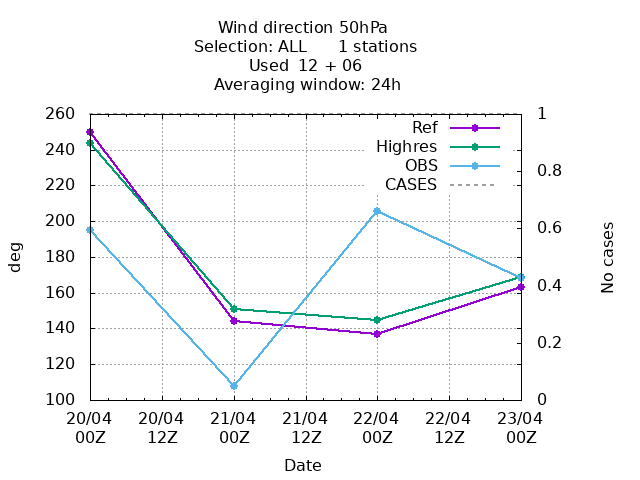 Wind direction 50hPa
Selection: ALL      1 stations
Used  12 + 06
Averaging window: 24h
260
240
220
200
180
160
140
120
100
deg
1
0.8
0.6
0.4
0.2
0
No cases
Ref
Highres
OBS
CASES
20/04 20/04 21/04 21/04 22/04 22/04 23/04
00Z 12Z 00Z 12Z 00Z 12Z 00Z
Date